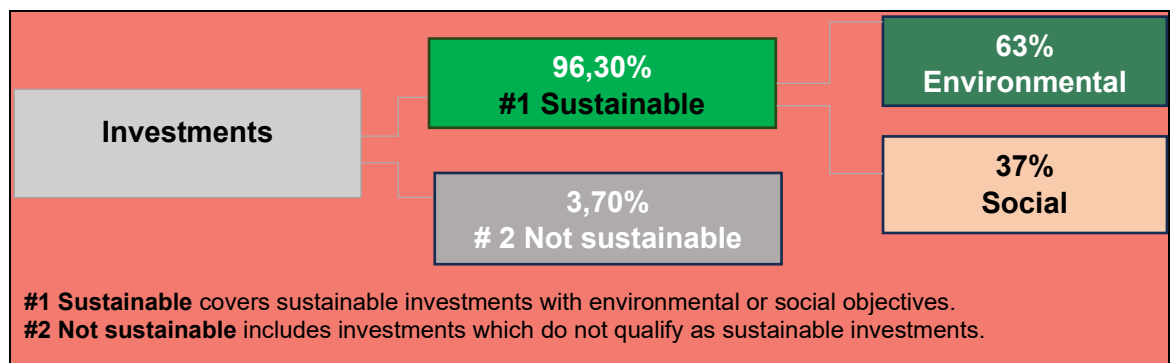 Investments
96,30%
#1 Sustainable
3,70%
# 2 Not sustainable
63%
Environmental
37%
Social
#1 Sustainable covers sustainable investments with environmental or social objectives.
#2 Not sustainable includes investments which do not qualify as sustainable investments.